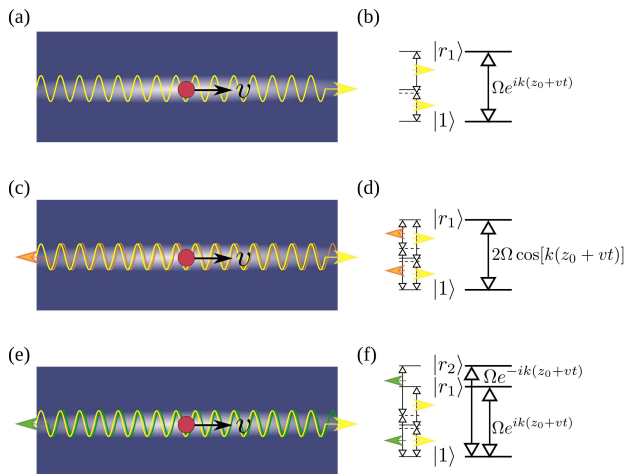 (a)
(b)
v
|r₁⟩
Ωe^{ik(z₀+vt)}
|1⟩
(c)
(d)
v
|r₁⟩
2Ω cos[k(z₀ + vt)]
|1⟩
(e)
(f)
v
|r₂⟩
Ωe^{-ik(z₀+vt)}
|r₁⟩
Ωe^{ik(z₀+vt)}
|1⟩